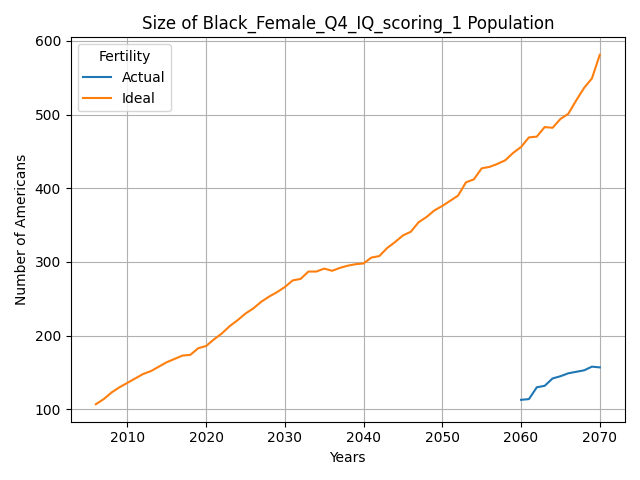 Size of Black_Female_Q4_IQ_scoring_1 Population
Number of Americans
600
500
400
300
200
100
Fertility
Actual
Ideal
2010 2020 2030 2040 2050 2060 2070
Years